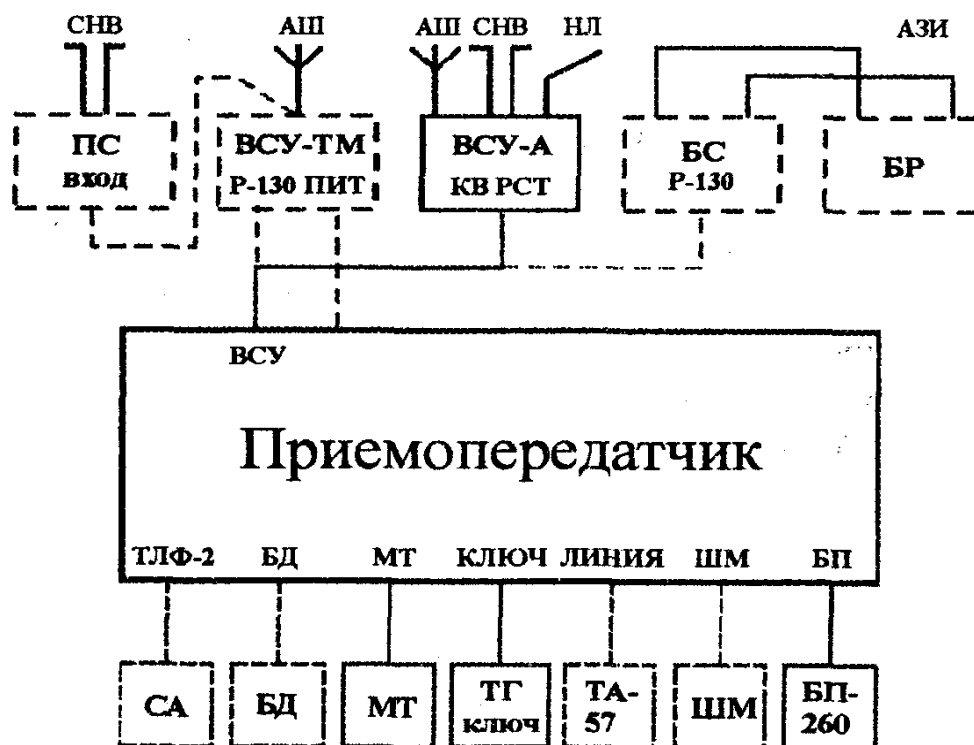 СНВ АШ АШ СНВ НЛ АЗИ
ПС
вход
ВСУ-ТМ
Р-130 ПИТ
ВСУ-А
КВ РСТ
БС
Р-130
БР
ВСУ
Приемопередатчик
ТЛФ-2 БД МТ КЛЮЧ ЛИНИЯ ШМ БП
СА
БД
МТ
ТГ
ключ
ТА-
57
ШМ
БП-
260